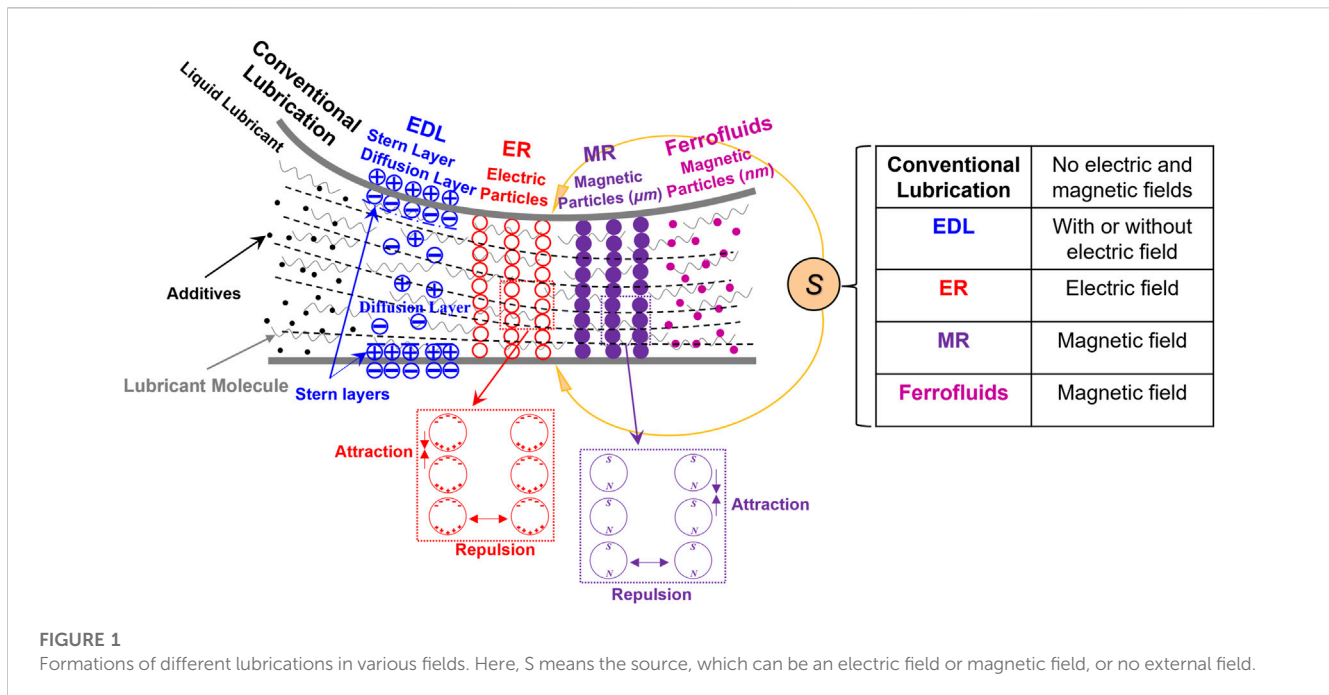 Conventional
Lubrication
Liquid Lubricant
EDL
Stern Layer
Diffusion Layer
ER
Electric
Particles
MR
Magnetic
Particles (μm)
Ferrofluids
Magnetic
Particles (nm)
Additives
Diffusion Layer
Lubricant Molecule
Stern layers
S
Conventional
Lubrication
No electric and
magnetic fields
EDL
With or without
electric field
ER
Electric field
MR
Magnetic field
Ferrofluids
Magnetic field
Attraction
Repulsion
S S
N N
S S
N N
S S
N N
Attraction
Repulsion
FIGURE 1
Formations of different lubrications in various fields. Here, S means the source, which can be an electric field or magnetic field, or no external field.